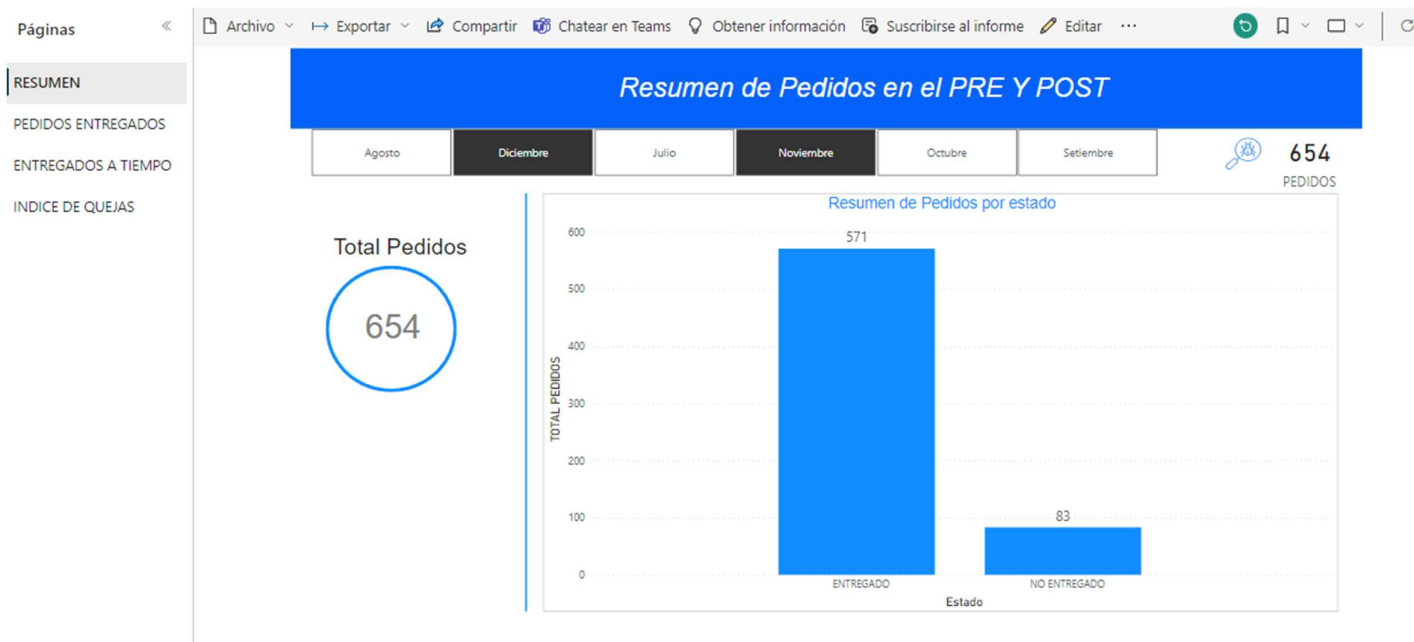 Páginas
Archivo Exportar Compartir Chatear en Teams Obtener información Suscribirse al informe Editar ...
RESUMEN
PEDIDOS ENTREGADOS
ENTREGADOS A TIEMPO
INDICE DE QUEJAS
Resumen de Pedidos en el PRE Y POST
Agosto Diciembre Julio Noviembre Octubre Setiembre
654
PEDIDOS
Total Pedidos
654
Resumen de Pedidos por estado
TOTAL PEDIDOS
600
500
400
300
200
100
0
571
83
ENTREGADO NO ENTREGADO
Estado